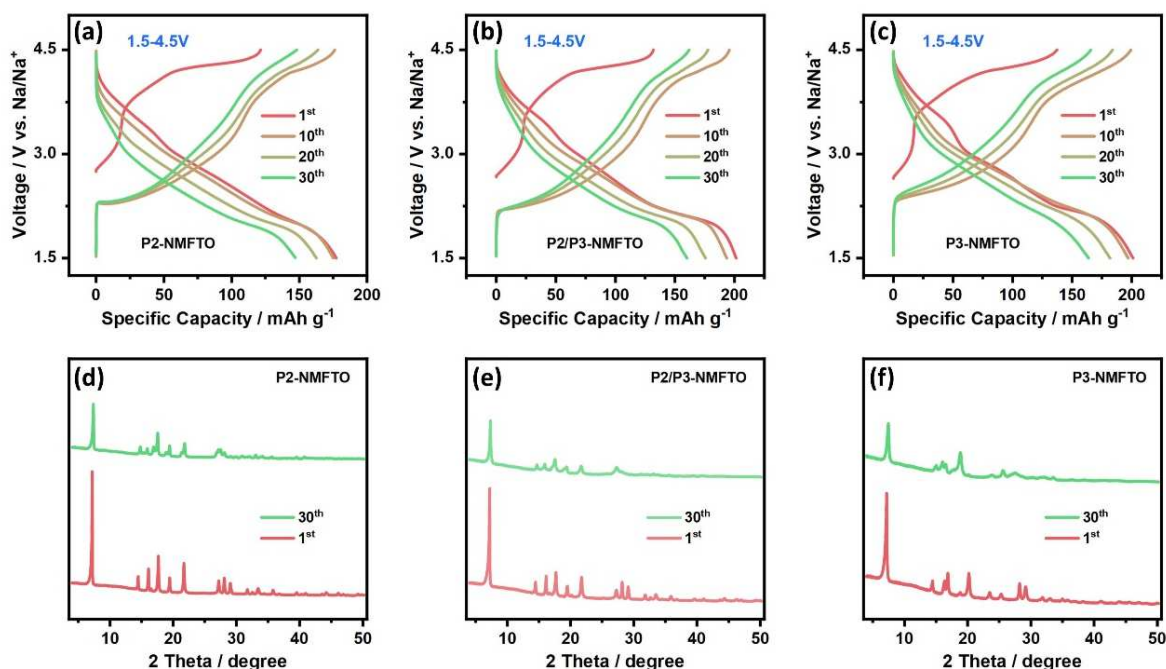 (a)
1.5-4.5V
4.5
3.0
1.5
Voltage / V vs. Na/Na⁺
1ˢᵗ
10ᵗʰ
20ᵗʰ
30ᵗʰ
P2-NMFTO
0 50 100 150 200
Specific Capacity / mAh g⁻¹
(b)
1.5-4.5V
4.5
3.0
1.5
Voltage / V vs. Na/Na⁺
1ˢᵗ
10ᵗʰ
20ᵗʰ
30ᵗʰ
P2/P3-NMFTO
0 50 100 150 200
Specific Capacity / mAh g⁻¹
(c)
1.5-4.5V
4.5
3.0
1.5
Voltage / V vs. Na/Na⁺
1ˢᵗ
10ᵗʰ
20ᵗʰ
30ᵗʰ
P3-NMFTO
0 50 100 150 200
Specific Capacity / mAh g⁻¹
(d)
P2-NMFTO
30ᵗʰ
1ˢᵗ
10 20 30 40 50
2 Theta / degree
(e)
P2/P3-NMFTO
30ᵗʰ
1ˢᵗ
10 20 30 40 50
2 Theta / degree
(f)
P3-NMFTO
30ᵗʰ
1ˢᵗ
10 20 30 40 50
2 Theta / degree